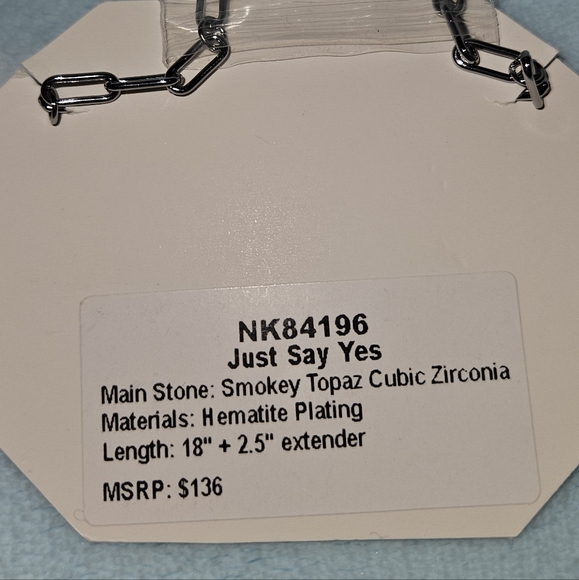 NK84196
Just Say Yes
Main Stone: Smokey Topaz Cubic Zirconia
Materials: Hematite Plating
Length: 18" + 2.5" extender
MSRP: $136